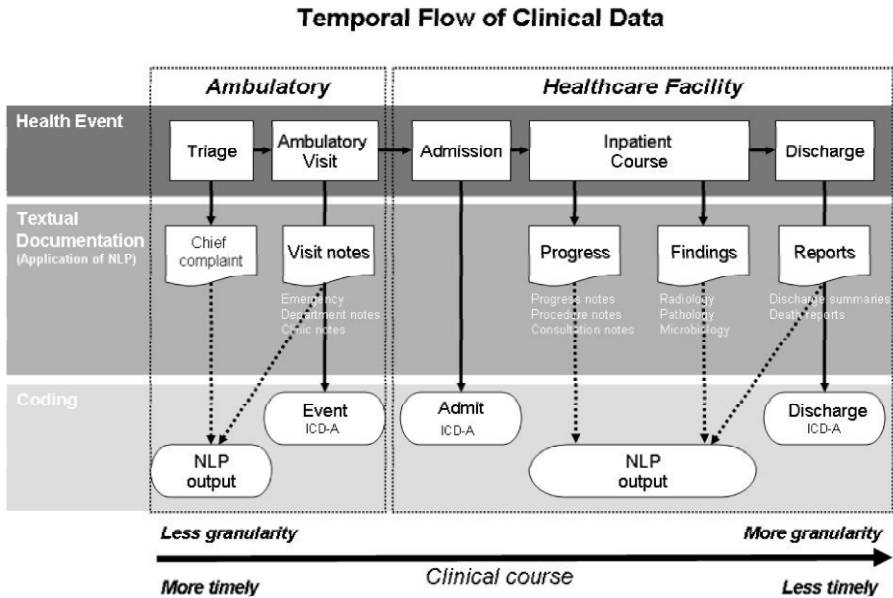 Temporal Flow of Clinical Data
Ambulatory
Healthcare Facility
Health Event
Triage
Ambulatory
Visit
Admission
Inpatient
Course
Discharge
Textual
Documentation
(Application of NLP)
Chief
complaint
Visit notes
Progress
Findings
Reports
Emergency
Department notes
Clinic notes
Progress notes
Procedure notes
Consultation notes
Radiology
Pathology
Microbiology
Discharge summaries
Death reports
Coding
Event
ICD-A
Admit
ICD-A
Discharge
ICD-A
NLP
output
NLP
output
Less granularity
More granularity
Clinical course
More timely
Less timely